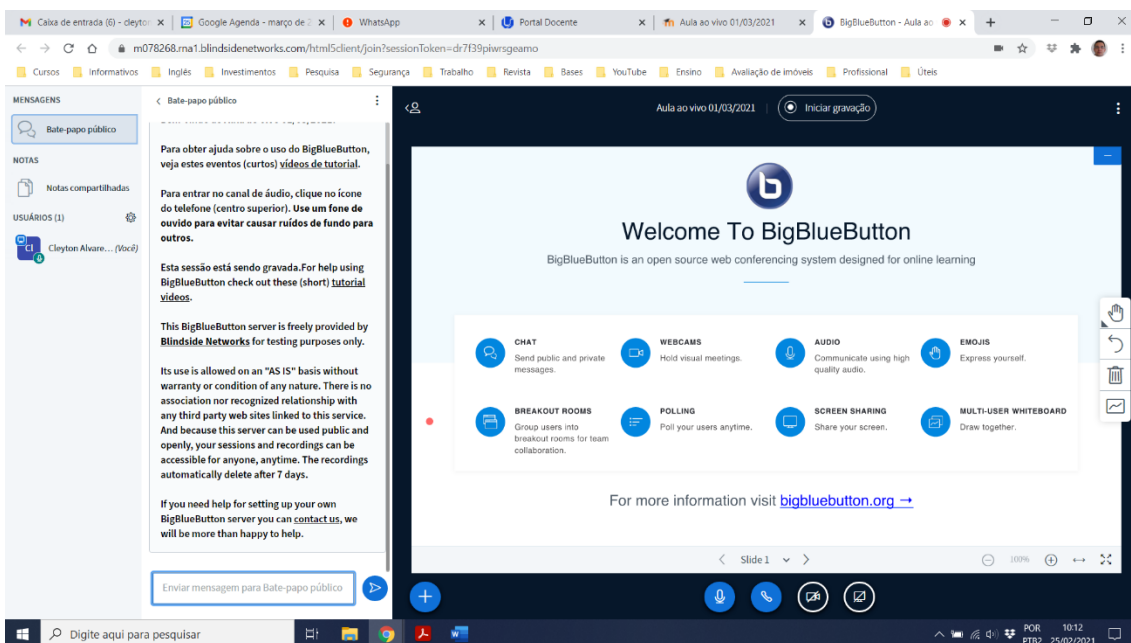 Caixa de entrada (6) - cleyton
Google Agenda - março de 2
WhatsApp
Portal Docente
Aula ao vivo 01/03/2021
BigBlueButton - Aula ao
m078268.rna1.blindsidenetworks.com/html5client/join?sessionToken=dr7f39piwrsgeamo
Cursos Informativos Inglês Investimentos Pesquisa Segurança Trabalho Revista Bases YouTube Ensino Avaliação de imóveis Profissional Úteis
MENSAGENS
Bate-papo público
NOTAS
Notas compartilhadas
USUÁRIOS (1)
Cl
Cleyton Alvare... (Você)
Bate-papo público
Para obter ajuda sobre o uso do BigBlueButton,
veja estes eventos (curtos) vídeos de tutorial.
Para entrar no canal de áudio, clique no ícone
do telefone (centro superior). Use um fone de
ouvido para evitar causar ruídos de fundo para
outros.
Esta sessão está sendo gravada.For help using
BigBlueButton check out these (short) tutorial
videos.
This BigBlueButton server is freely provided by
Blindside Networks for testing purposes only.
Its use is allowed on an "AS IS" basis without
warranty or condition of any nature. There is no
association nor recognized relationship with
any third party web sites linked to this service.
And because this server can be used public and
openly, your sessions and recordings can be
accessible for anyone, anytime. The recordings
automatically delete after 7 days.
If you need help for setting up your own
BigBlueButton server you can contact us, we
will be more than happy to help.
Enviar mensagem para Bate-papo público
Aula ao vivo 01/03/2021
Iniciar gravação
Welcome To BigBlueButton
BigBlueButton is an open source web conferencing system designed for online learning
CHAT
Send public and private
messages.
WEBCAMS
Hold visual meetings.
AUDIO
Communicate using high
quality audio.
EMOJIS
Express yourself.
BREAKOUT ROOMS
Group users into
breakout rooms for team
collaboration.
POLLING
Poll your users anytime.
SCREEN SHARING
Share your screen.
MULTI-USER WHITEBOARD
Draw together.
For more information visit bigbluebutton.org →
Slide 1
100%
Digite aqui para pesquisar
POR
PTB2
10:12
25/02/2021